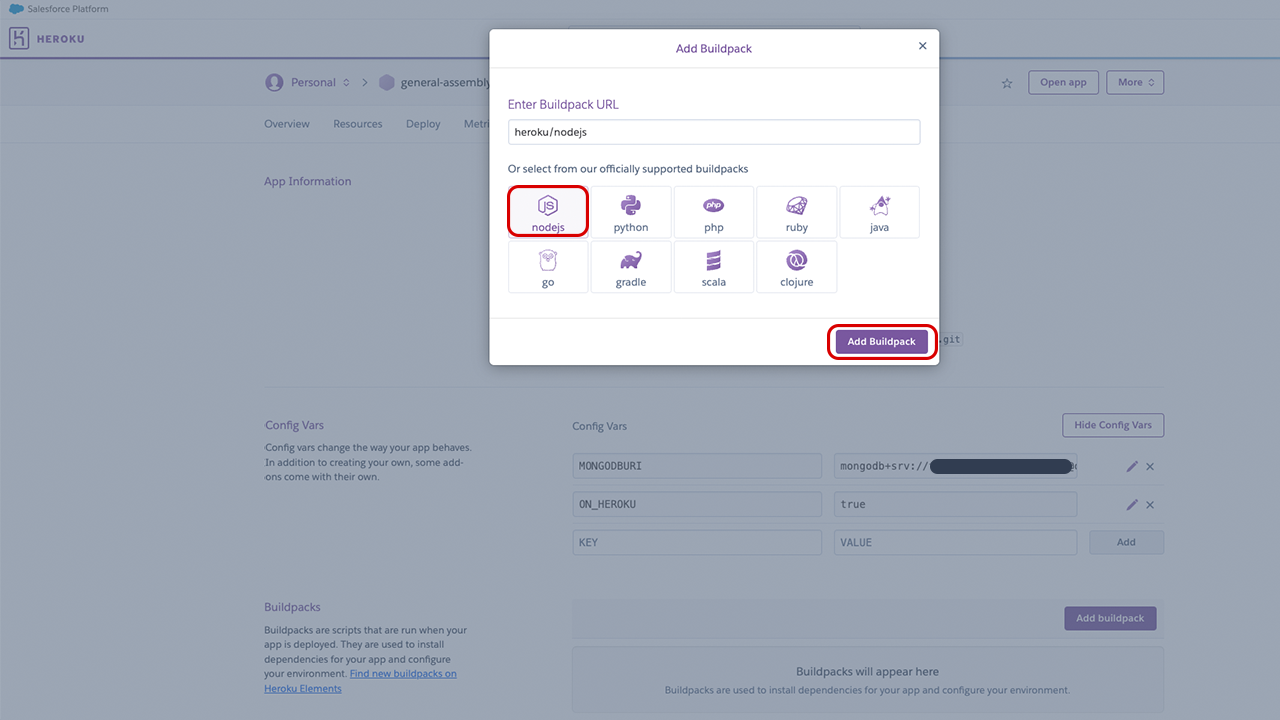 Salesforce Platform
HEROKU
Add Buildpack
Personal
general-assembly
Open app
More
Overview
Resources
Deploy
Enter Buildpack URL
heroku/nodejs
Or select from our officially supported buildpacks
JS
nodejs
python
php
php
ruby
java
go
gradle
scala
clojure
Add Buildpack
.git
App Information
Config Vars
Config vars change the way your app behaves.
In addition to creating your own, some add-
ons come with their own.
Config Vars
Hide Config Vars
MONGODBURI
mongodb+srv://
ON_HEROKU
true
KEY
VALUE
Add
Buildpacks
Buildpacks are scripts that are run when your
app is deployed. They are used to install
dependencies for your app and configure
your environment. Find new buildpacks on
Heroku Elements
Add buildpack
Buildpacks will appear here
Buildpacks are used to install dependencies for your app and configure your environment.